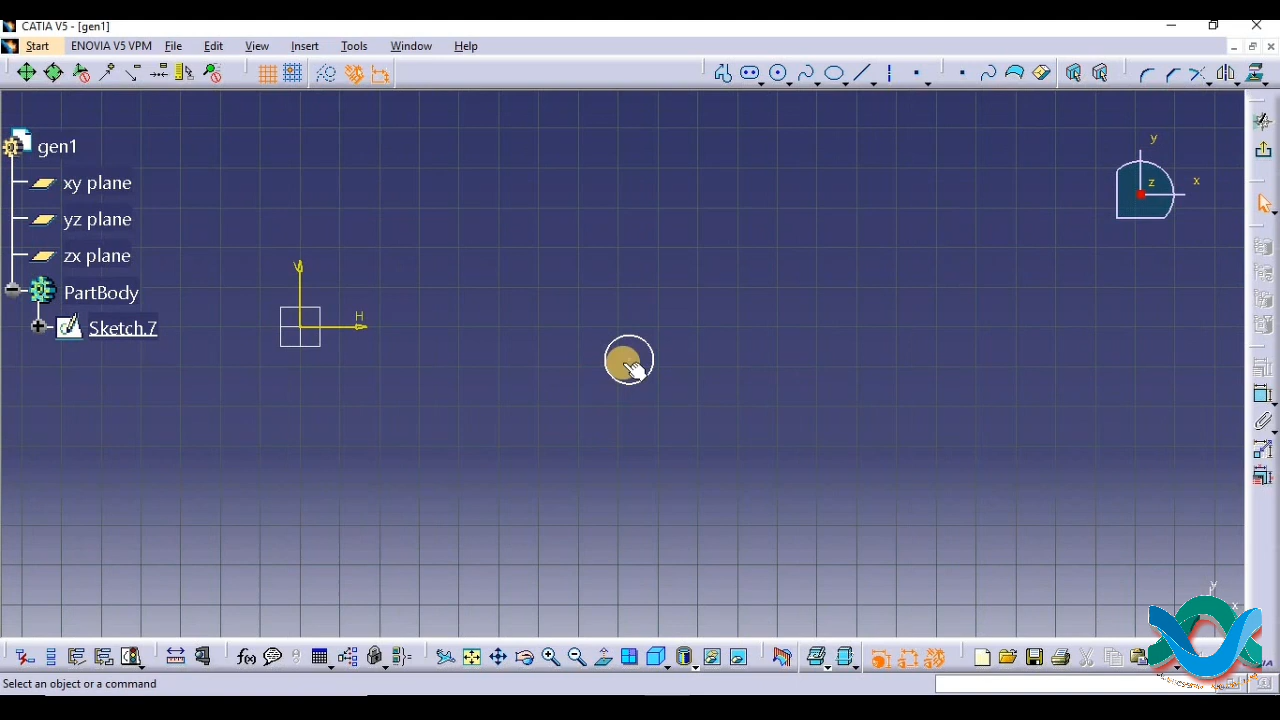 CATIA V5 - [gen1]
Start ENOVIA V5 VPM File Edit View Insert Tools Window Help
y
gen1
z x
xy plane
yz plane
zx plane
V
PartBody
H
Sketch.7
y
x
f(x)
Select an object or a command